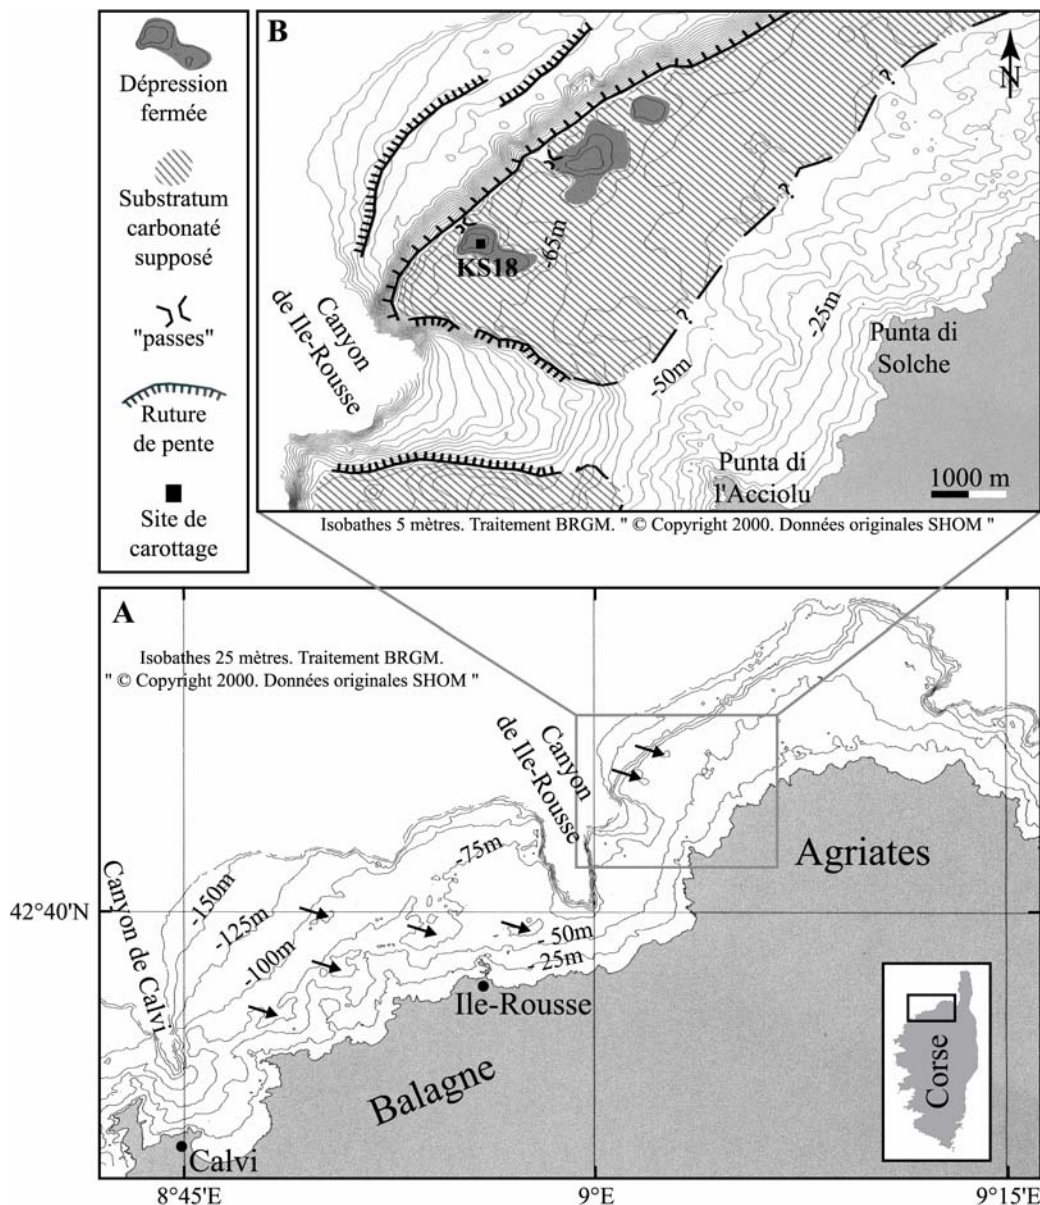 Dépression
fermée
Substratum
carbonaté
supposé
"passes"
Ruture
de pente
Site de
carottage
B
N
?
-65m
KS18
?
Canyon
de Ile-Rousse
?
-25m
Punta di
Solche
-50m
Punta di
l'Acciolu
1000 m
Isobathes 5 mètres. Traitement BRGM. " © Copyright 2000. Données originales SHOM "
A
Isobathes 25 mètres. Traitement BRGM.
" © Copyright 2000. Données originales SHOM "
Canyon
de Ile-Rousse
Agriates
-75m
Canyon de Calvi
-150m
-125m
-100m
42°40'N
- 50m
- 25m
Ile-Rousse
Balagne
Corse
Calvi
8°45'E
9°E
9°15'E